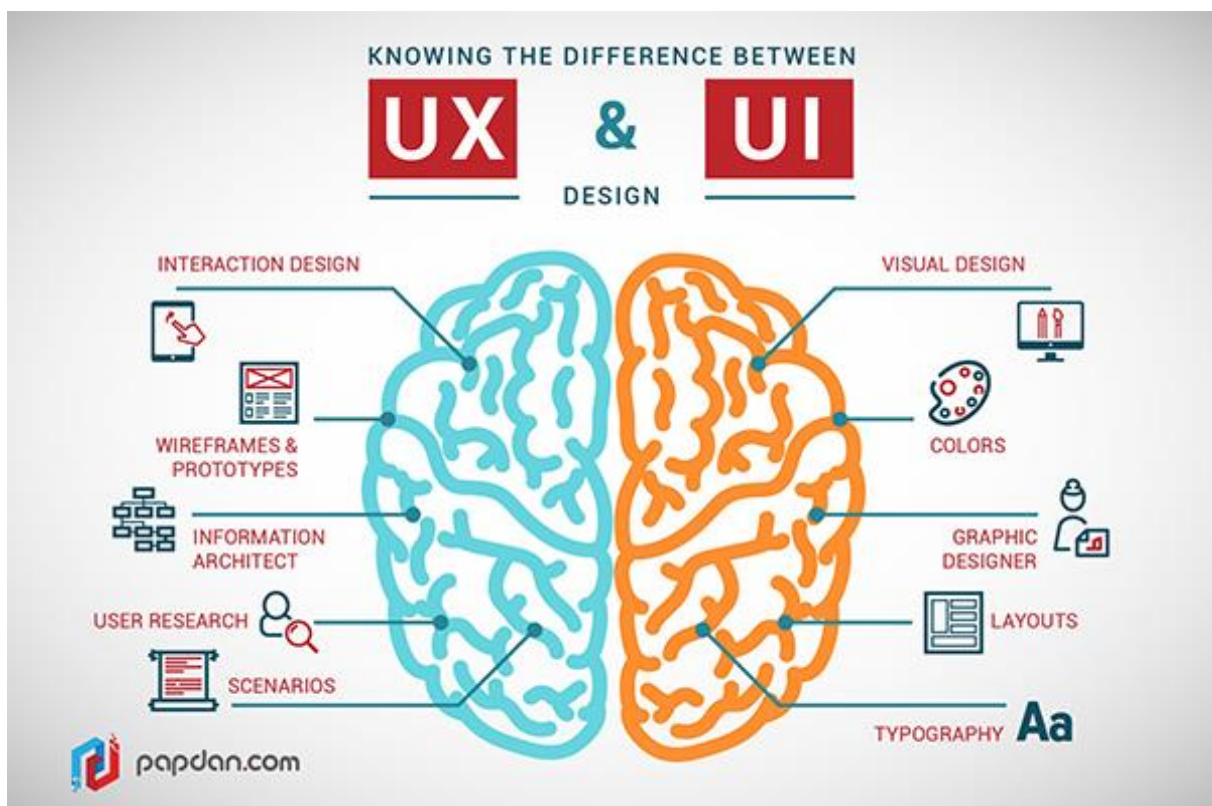 KNOWING THE DIFFERENCE BETWEEN
UX & UI
DESIGN
INTERACTION DESIGN
WIREFRAMES &
PROTOTYPES
INFORMATION
ARCHITECT
USER RESEARCH
SCENARIOS
VISUAL DESIGN
COLORS
GRAPHIC
DESIGNER
LAYOUTS
TYPOGRAPHY Aa
papdan.com